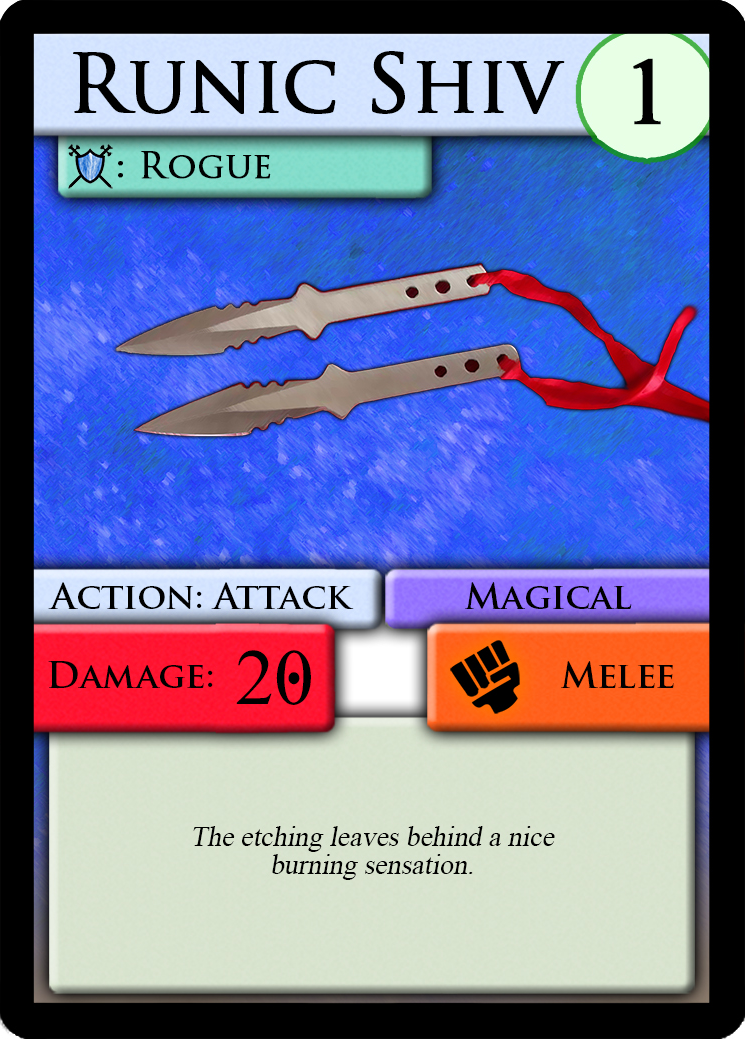 Runic Shiv
1
: Rogue
Action: Attack
Magical
Damage: 20
Melee
The etching leaves behind a nice
burning sensation.